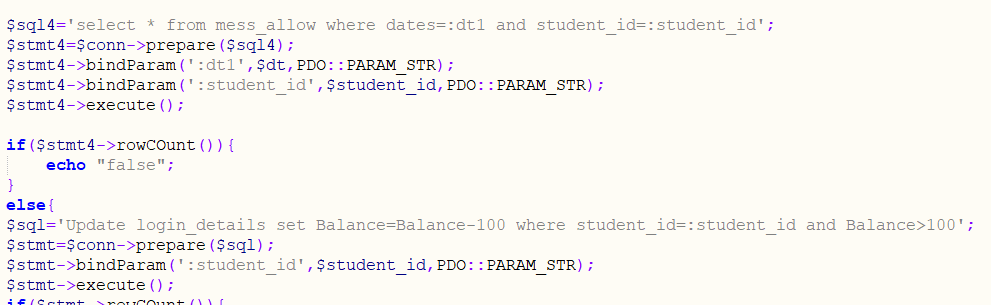 $sql4='select * from mess_allow where dates=:dt1 and student_id=:student_id';
$stmt4=$conn->prepare($sql4);
$stmt4->bindParam(':dt1',$dt,PDO::PARAM_STR);
$stmt4->bindParam(':student_id',$student_id,PDO::PARAM_STR);
$stmt4->execute();
if($stmt4->rowCOunt()){
echo "false";
}
else{
$sql='Update login_details set Balance=Balance-100 where student_id=:student_id and Balance>100';
$stmt=$conn->prepare($sql);
$stmt->bindParam(':student_id',$student_id,PDO::PARAM_STR);
$stmt->execute();
if($stmt->rowCOunt()){